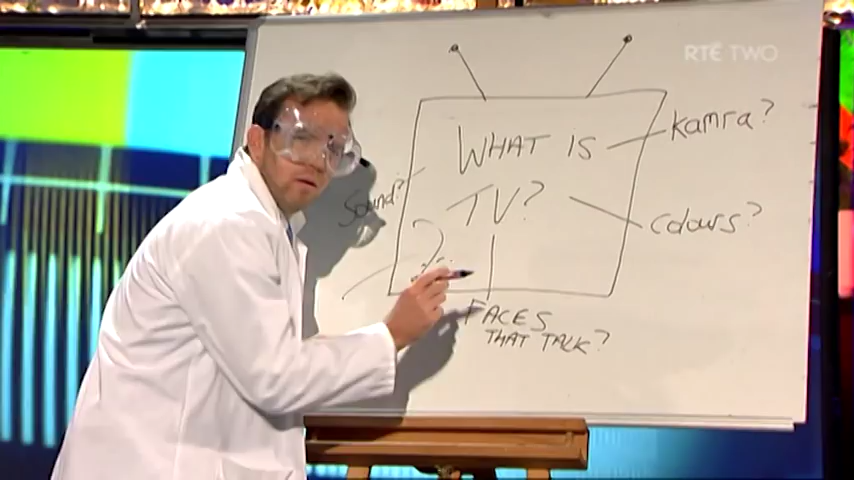 RTÉ TWO
WHAT IS
TV?
kamra?
Sound?
colours?
?
FACES
THAT TALK?